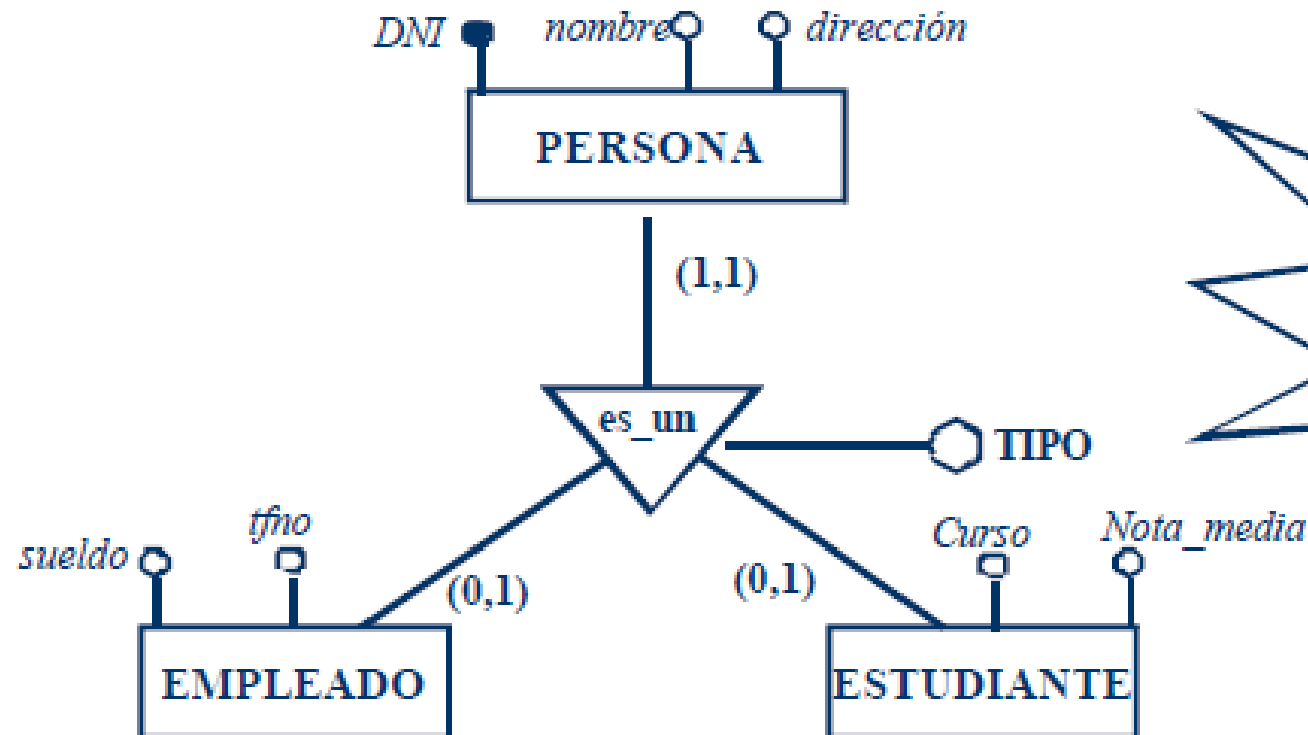 DNI nombre dirección
PERSONA
(1,1)
es_un
TIPO
sueldo tfno Curso Nota_media
(0,1) (0,1)
EMPLEADO ESTUDIANTE